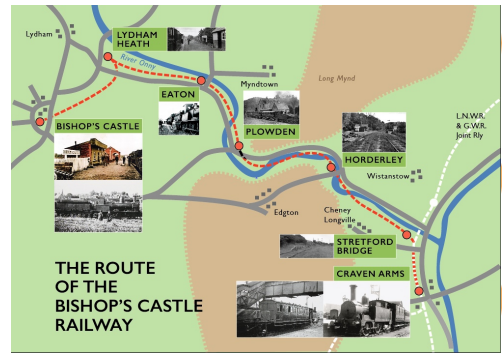 Lydham
LYDHAM
HEATH
River Onny
EATON
Myndtown
Long Mynd
PLOWDEN
BISHOP'S CASTLE
L.N.W.R.
& G.W.R.
Joint Rly
HORDERLEY
Wistanstow
Edgton
Cheney
Longville
STRETFORD
BRIDGE
CRAVEN ARMS
THE ROUTE
OF THE
BISHOP'S CASTLE
RAILWAY